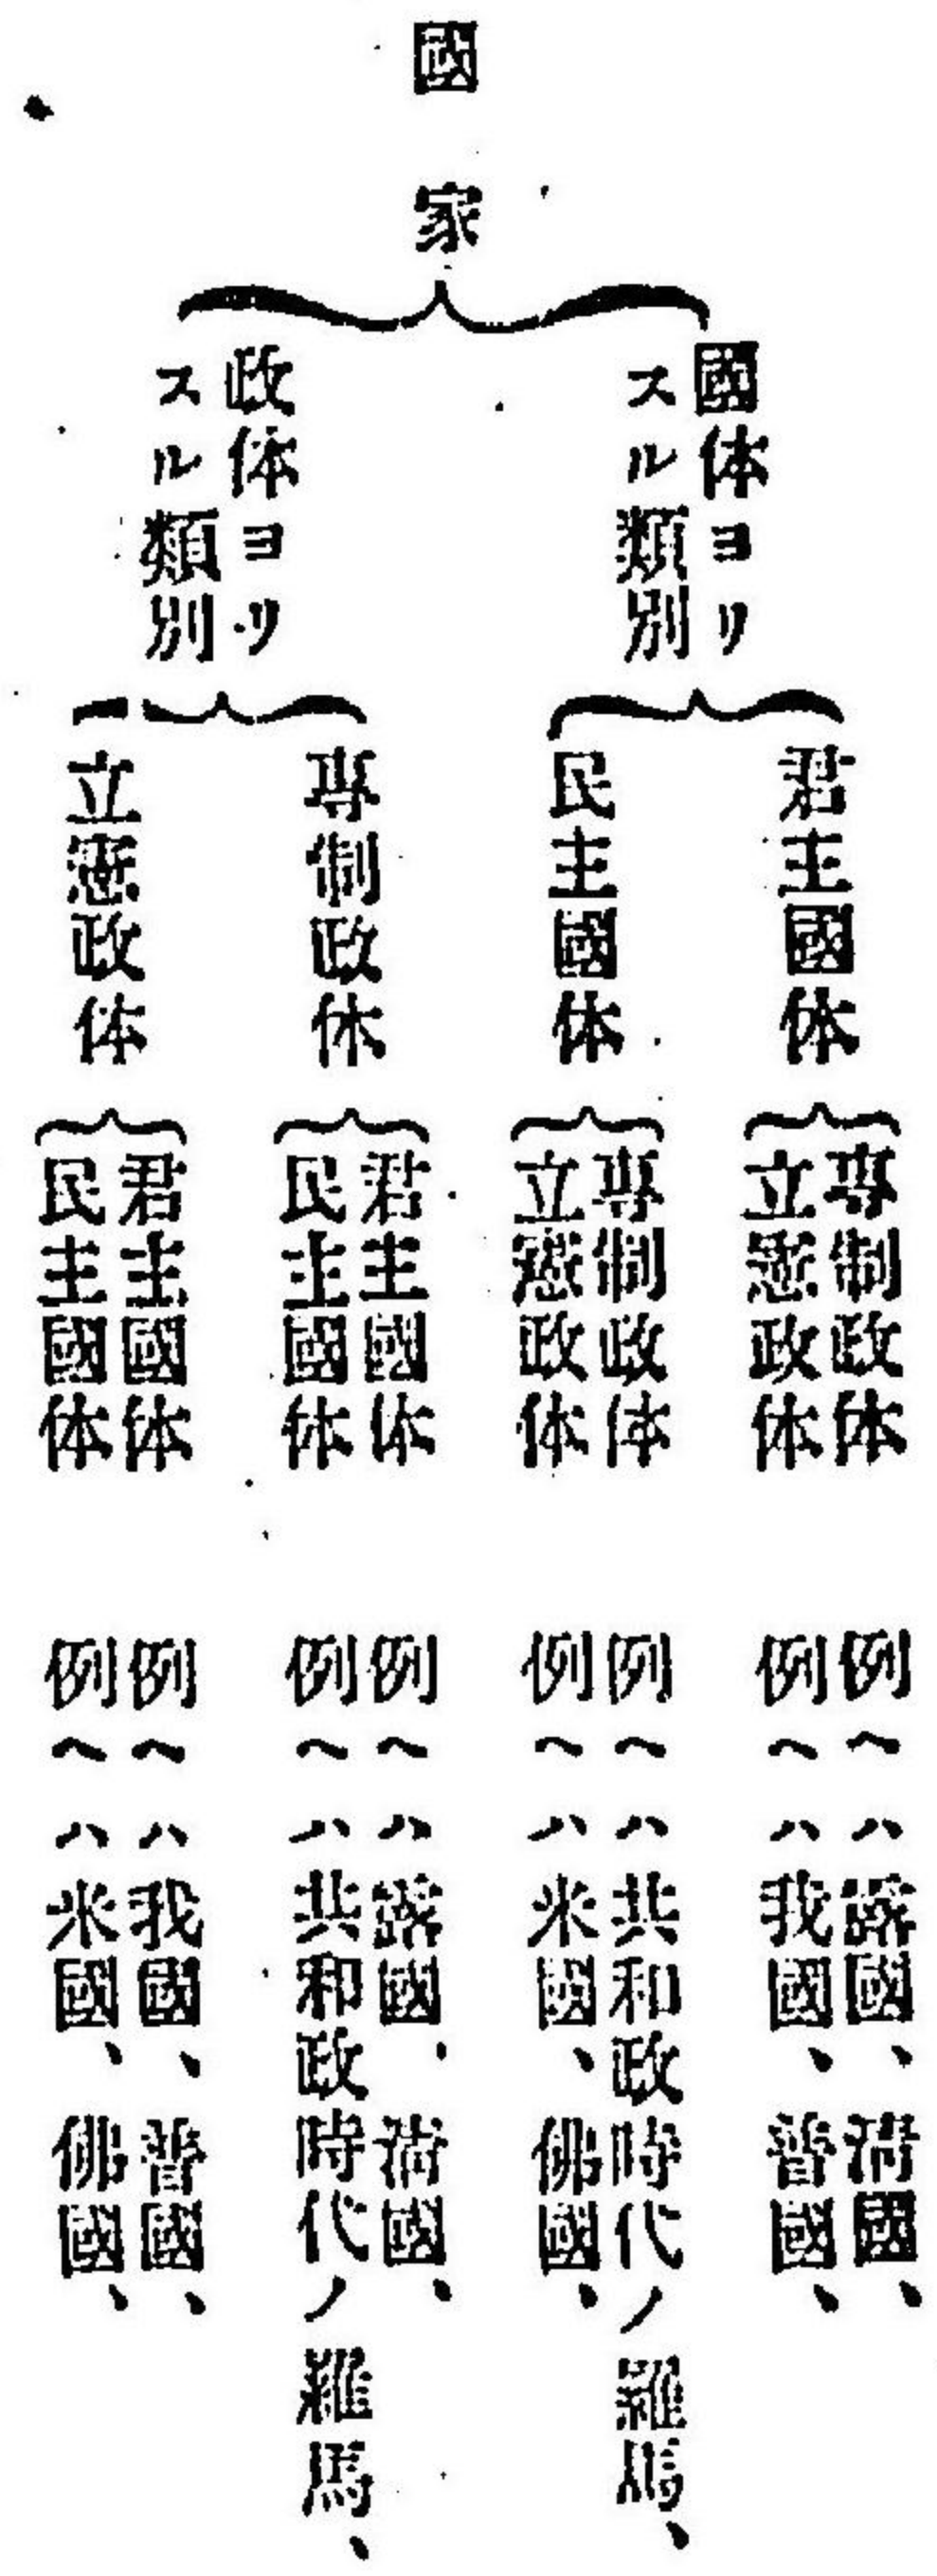 國家
國体ヨリ
スル類別
君主國体
專制政体
例ヘハ露國、淸國、
立憲政体
例ヘハ我國、普國、
民主國体
專制政体
例ヘハ共和政時代ノ羅馬、
立憲政体
例ヘハ米國、佛國、
政体ヨリ
スル類別
專制政体
君主國体
例ヘハ露國、淸國、
民主國体
例ヘハ共和政時代ノ羅馬、
立憲政体
君主國体
例ヘハ我國、普國、
民主國体
例ヘハ米國、佛國、